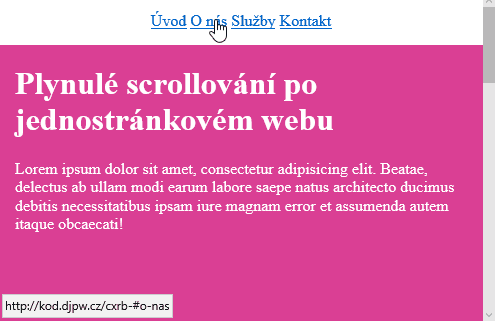 Úvod O nás Služby Kontakt
Plynulé scrollování po
jednostránkovém webu
Lorem ipsum dolor sit amet, consectetur adipisicing elit. Beatae,
delectus ab ullam modi earum labore saepe natus architecto ducimus
debitis necessitatibus ipsam iure magnam error et assumenda autem
itaque obcaecati!
http://kod.djpw.cz/cxrb-#o-nas